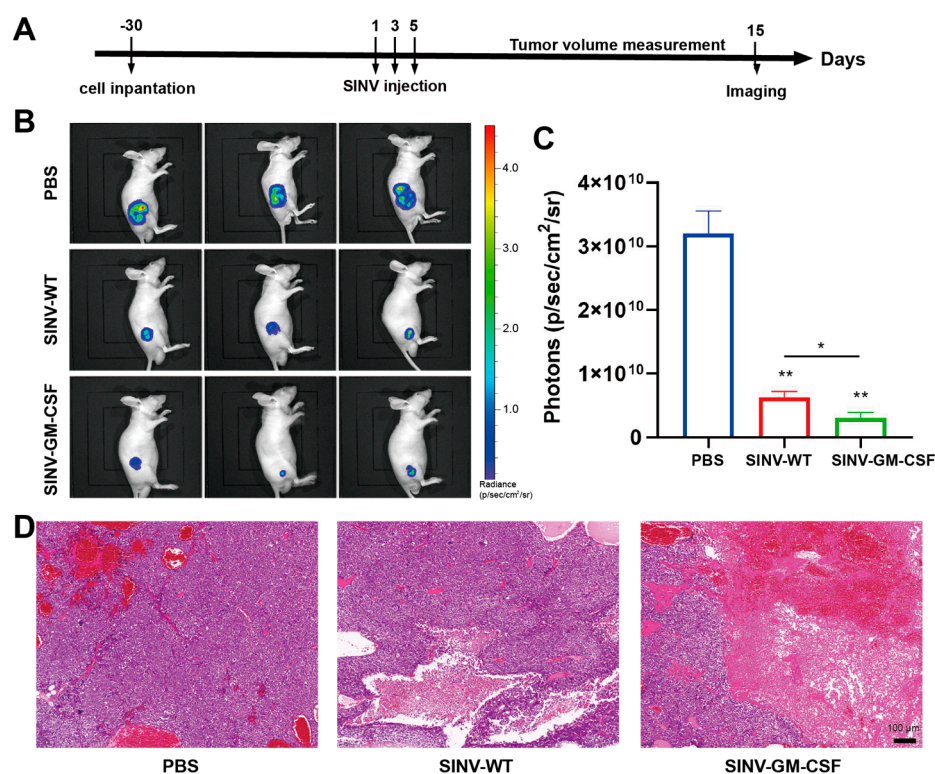 A
-30
1 3 5
Tumor volume measurement
15
Days
cell inpantation
SINV injection
Imaging
B
PBS
SINV-WT
SINV-GM-CSF
4.0
3.0
2.0
1.0
Radiance
(p/sec/cm²/sr)
C
Photons (p/sec/cm²/sr)
4×10¹⁰
3×10¹⁰
2×10¹⁰
1×10¹⁰
0
*
**
**
PBS SINV-WT SINV-GM-CSF
D
100 μm
PBS SINV-WT SINV-GM-CSF